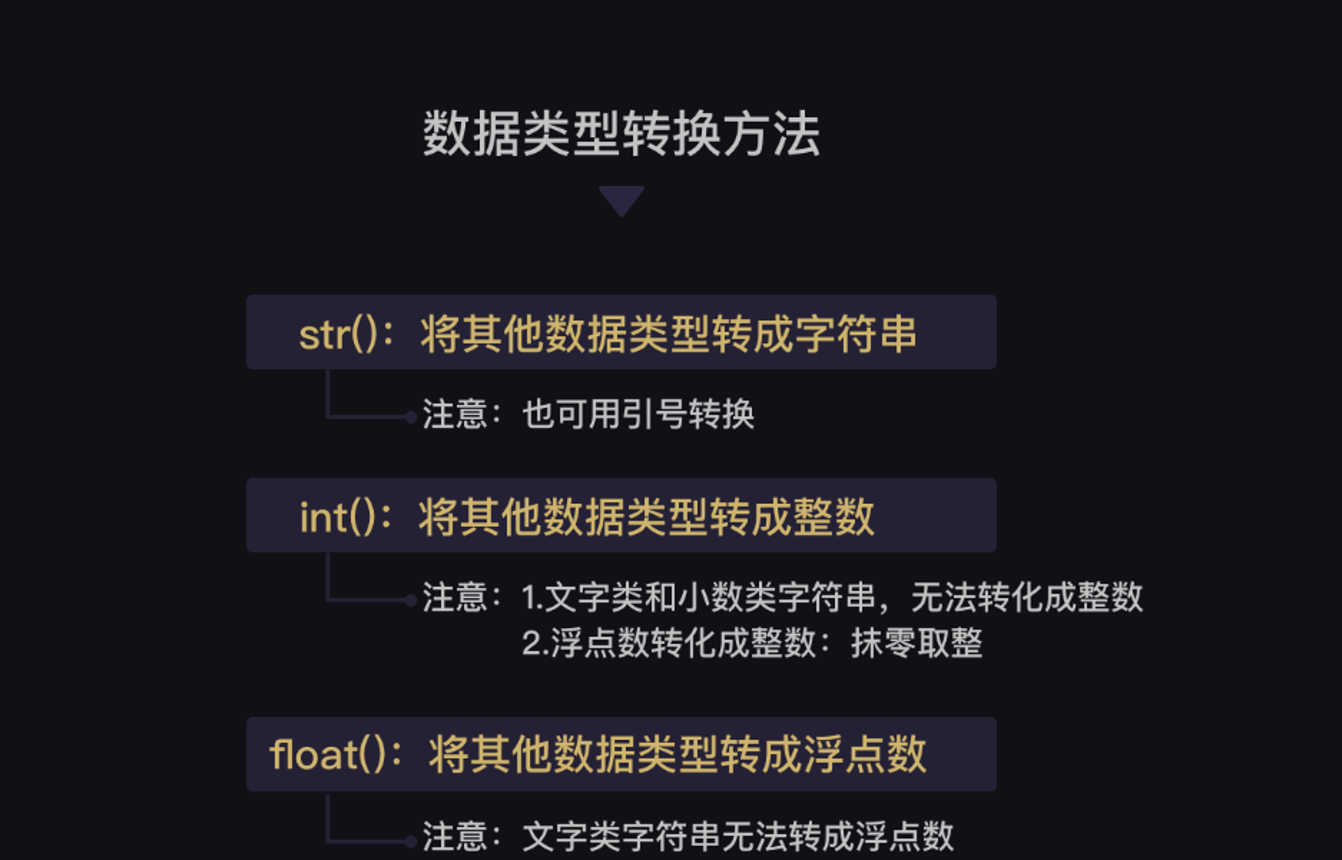 数据类型转换方法
str()：将其他数据类型转成字符串
注意：也可用引号转换
int()：将其他数据类型转成整数
注意：1.文字类和小数类字符串，无法转化成整数
2.浮点数转化成整数：抹零取整
float()：将其他数据类型转成浮点数
注意：文字类字符串无法转成浮点数